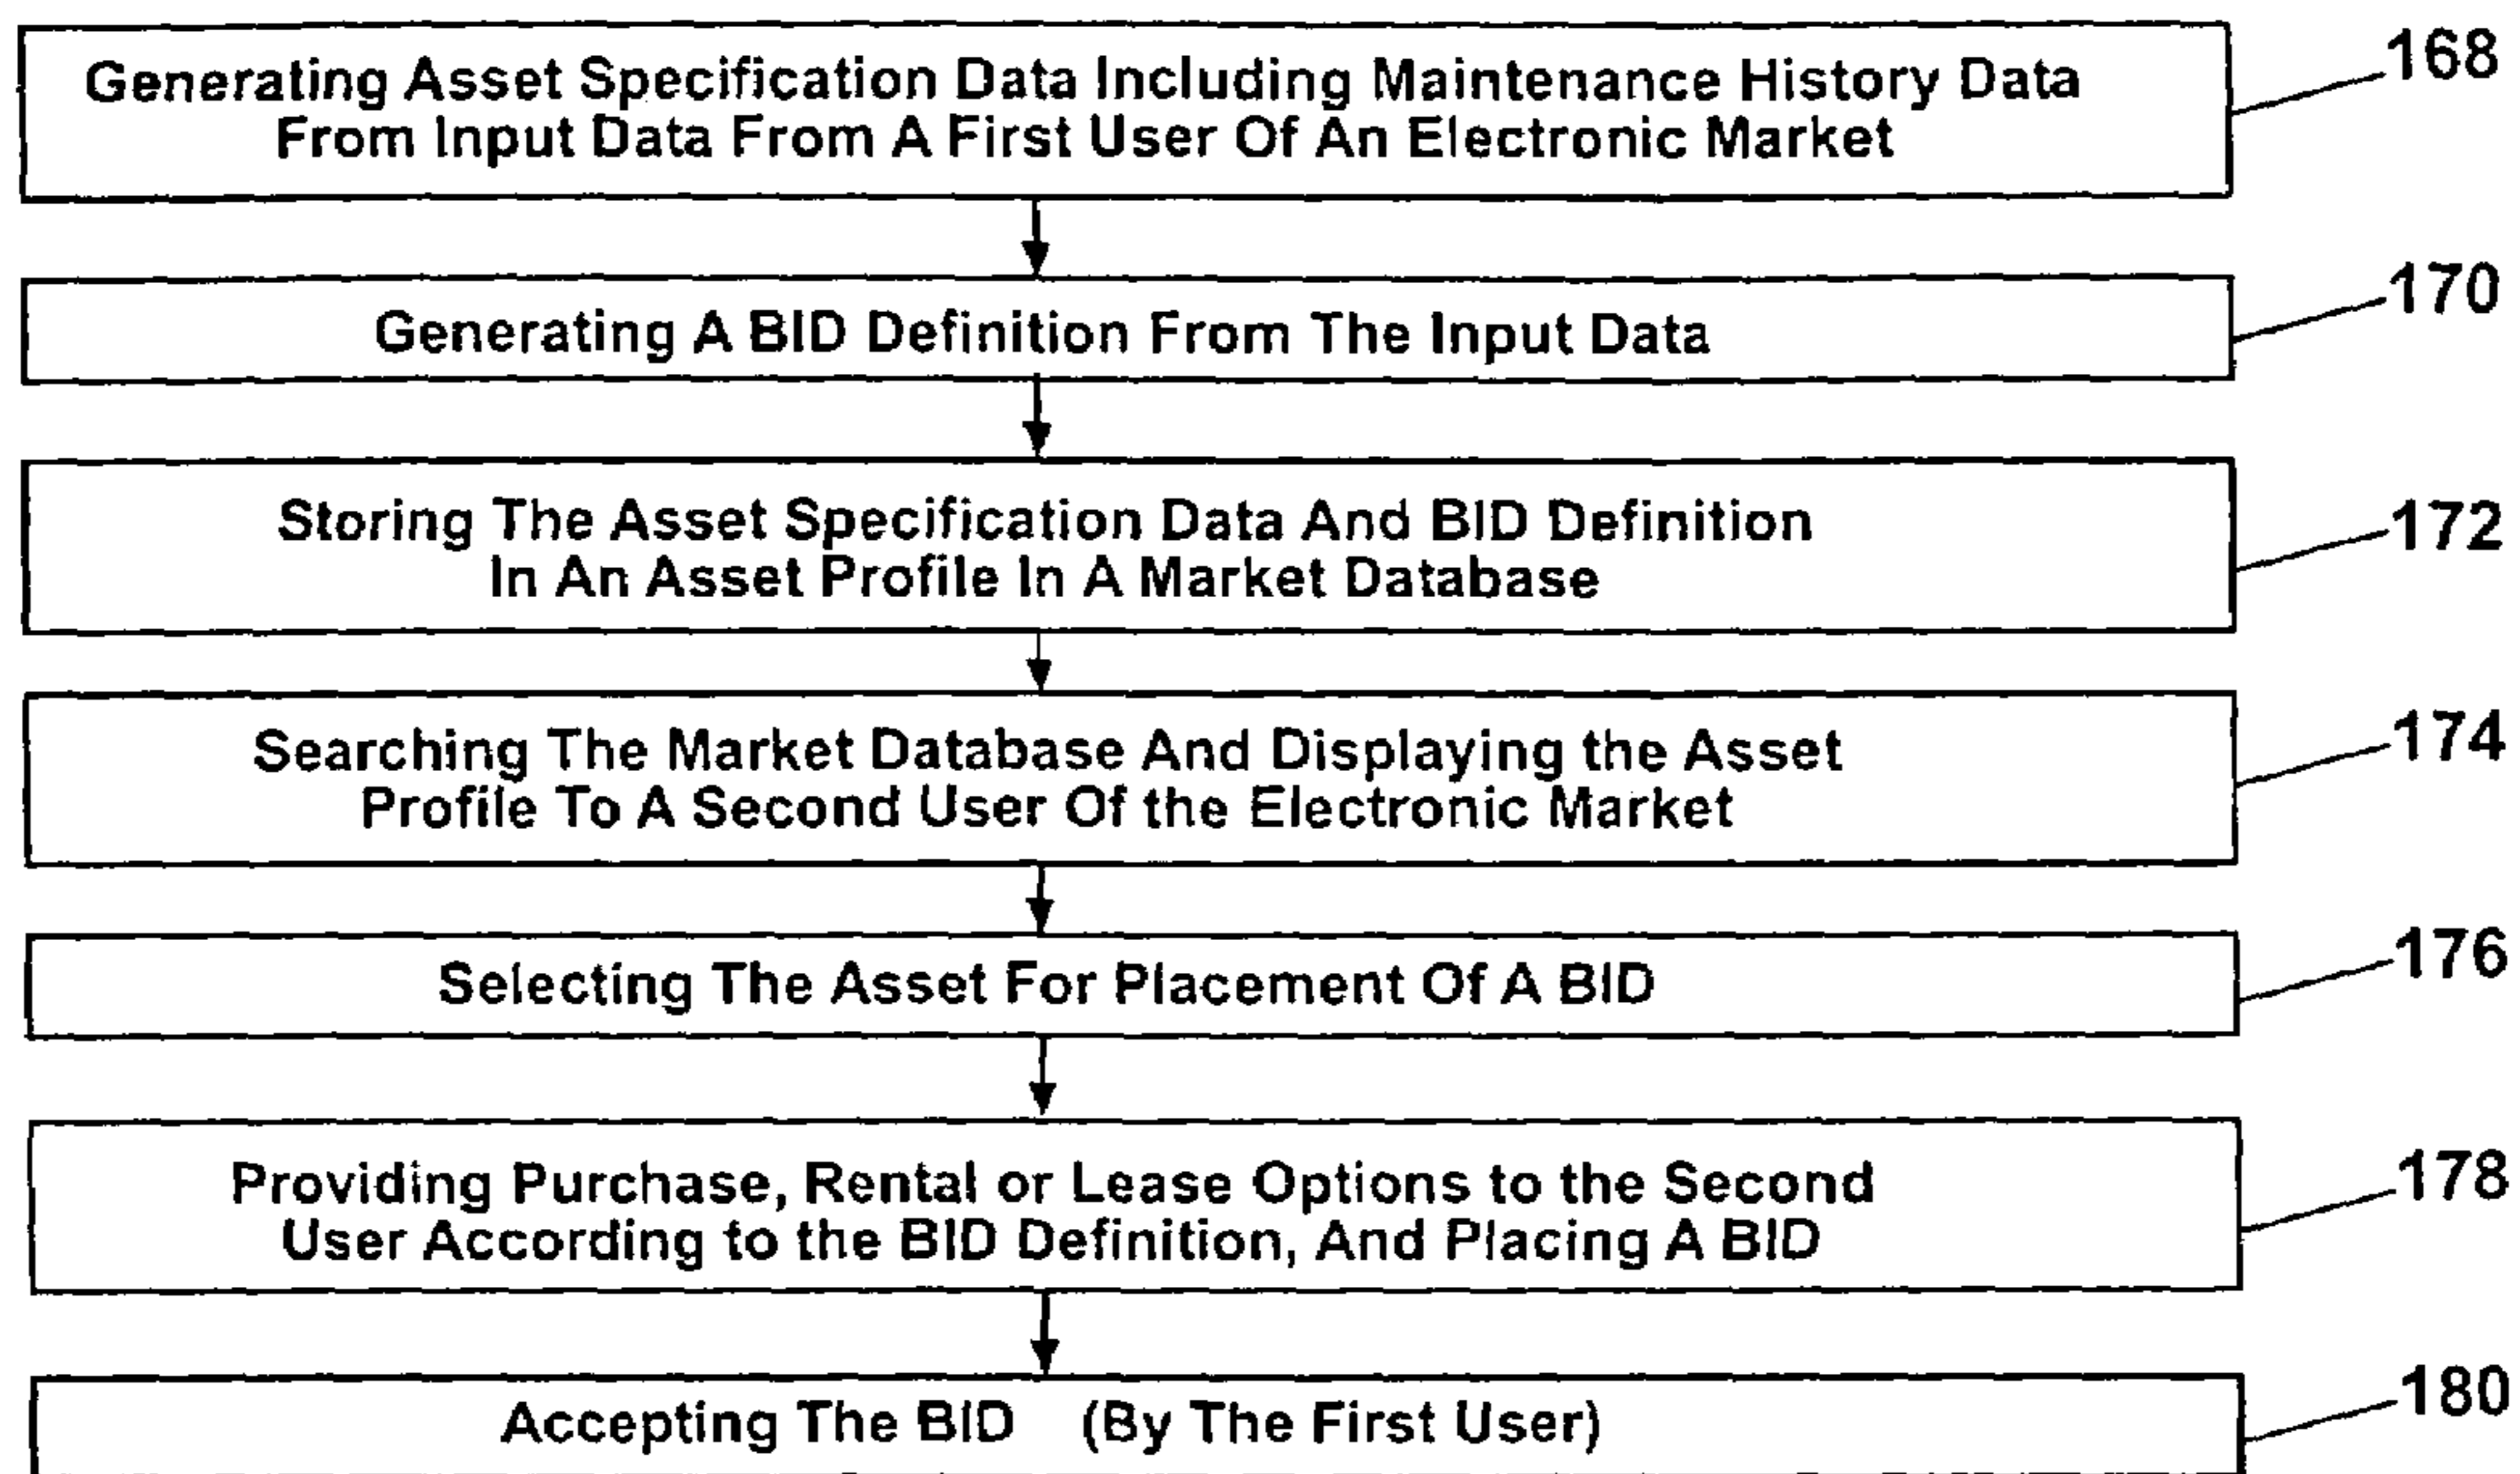 Generating Asset Specification Data Including Maintenance History Data
From Input Data From A First User Of An Electronic Market
168
Generating A BID Definition From The Input Data
170
Storing The Asset Specification Data And BID Definition
In An Asset Profile In A Market Database
172
Searching The Market Database And Displaying the Asset
Profile To A Second User Of the Electronic Market
174
Selecting The Asset For Placement Of A BID
176
Providing Purchase, Rental or Lease Options to the Second
User According to the BID Definition, And Placing A BID
178
Accepting The BID (By The First User)
180